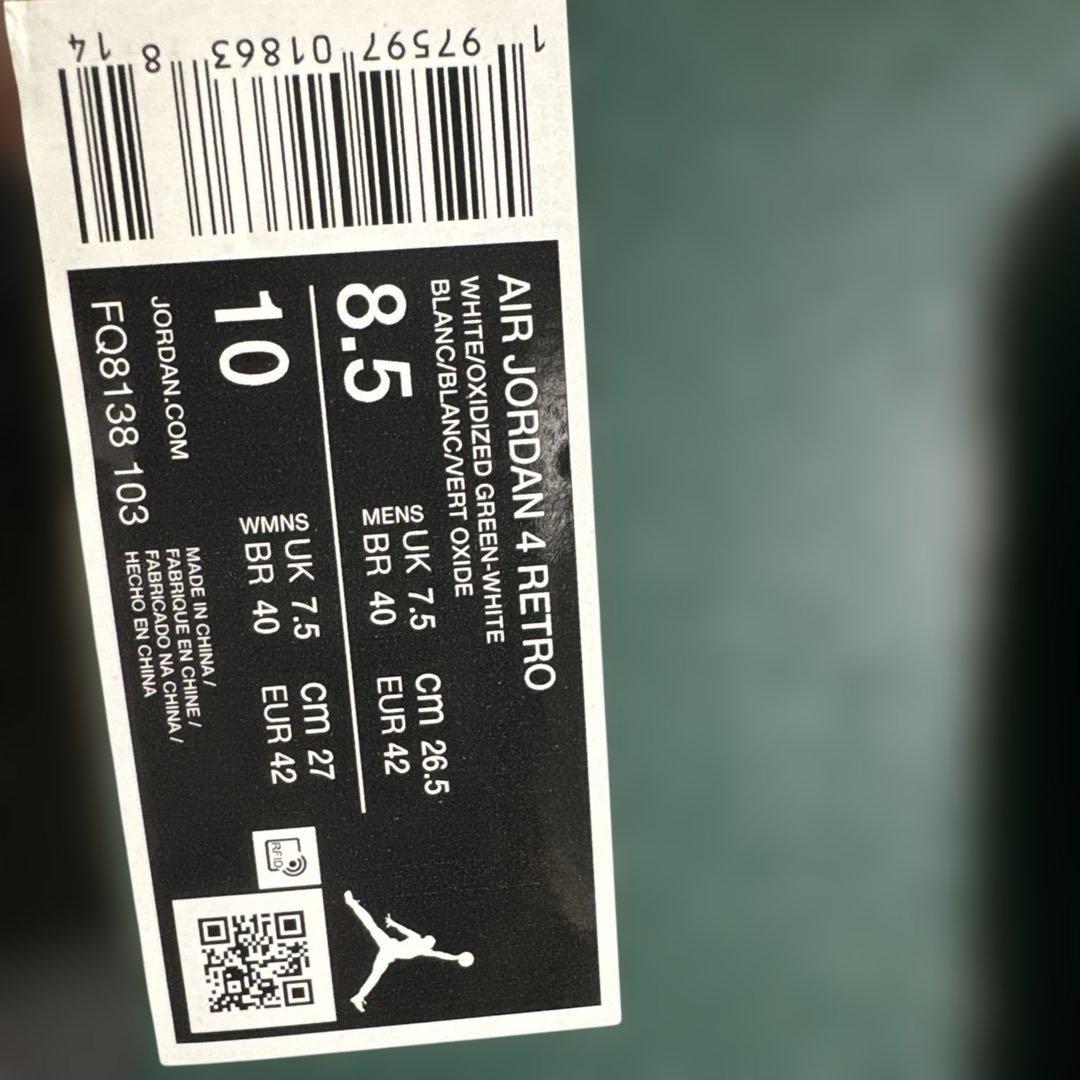 AIR JORDAN 4 RETRO
WHITE/OXIDIZED GREEN-WHITE
BLANC/BLANC/VERT OXIDE
8.5
MENS UK 7.5 cm 26.5
BR 40 EUR 42
10
WMNS UK 7.5 cm 27
BR 40 EUR 42
JORDAN.COM
FQ8138 103
MADE IN CHINA /
FABRIQUE EN CHINE /
FABRICADO NA CHINA /
HECHO EN CHINA
RFID
1 97597 01863 8 14